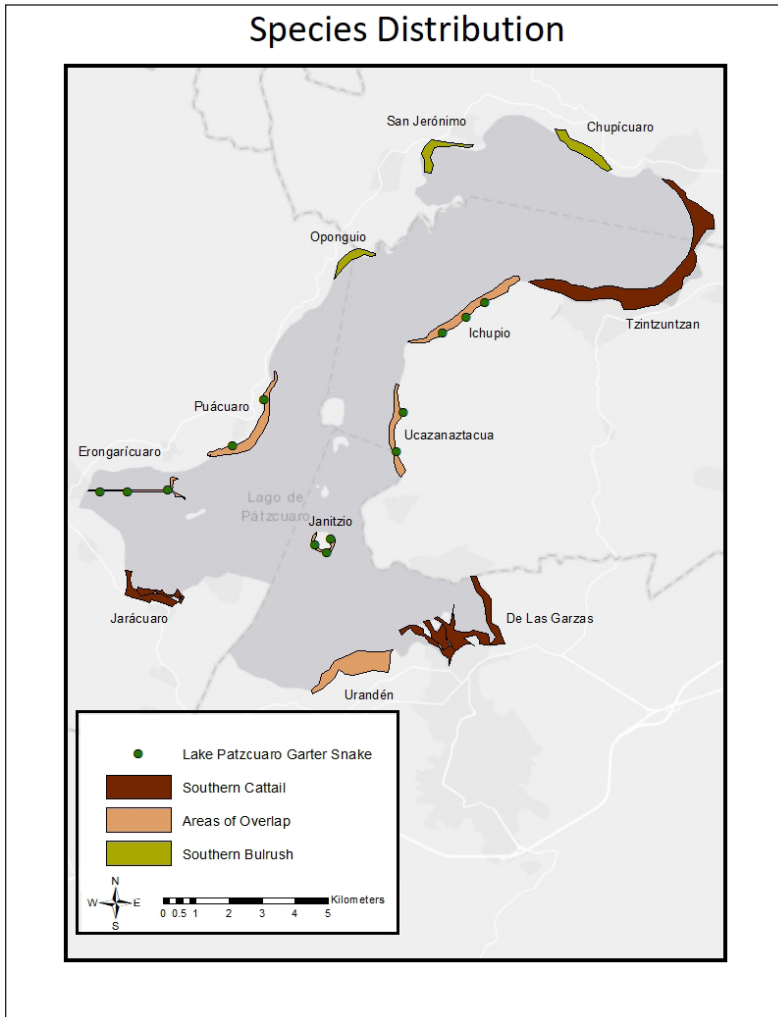 Species Distribution
San Jerónimo
Chupícuaro
Oponguio
Tzintzuntzan
Ichupio
Puácuaro
Ucazanaztacua
Erongarícuaro
Lago de
Pátzcuaro
Janitzio
Jarácuaro
De Las Garzas
Urandén
Lake Patzcuaro Garter Snake
Southern Cattail
Areas of Overlap
Southern Bulrush
N
W E
S
Kilometers
0 0.5 1 2 3 4 5